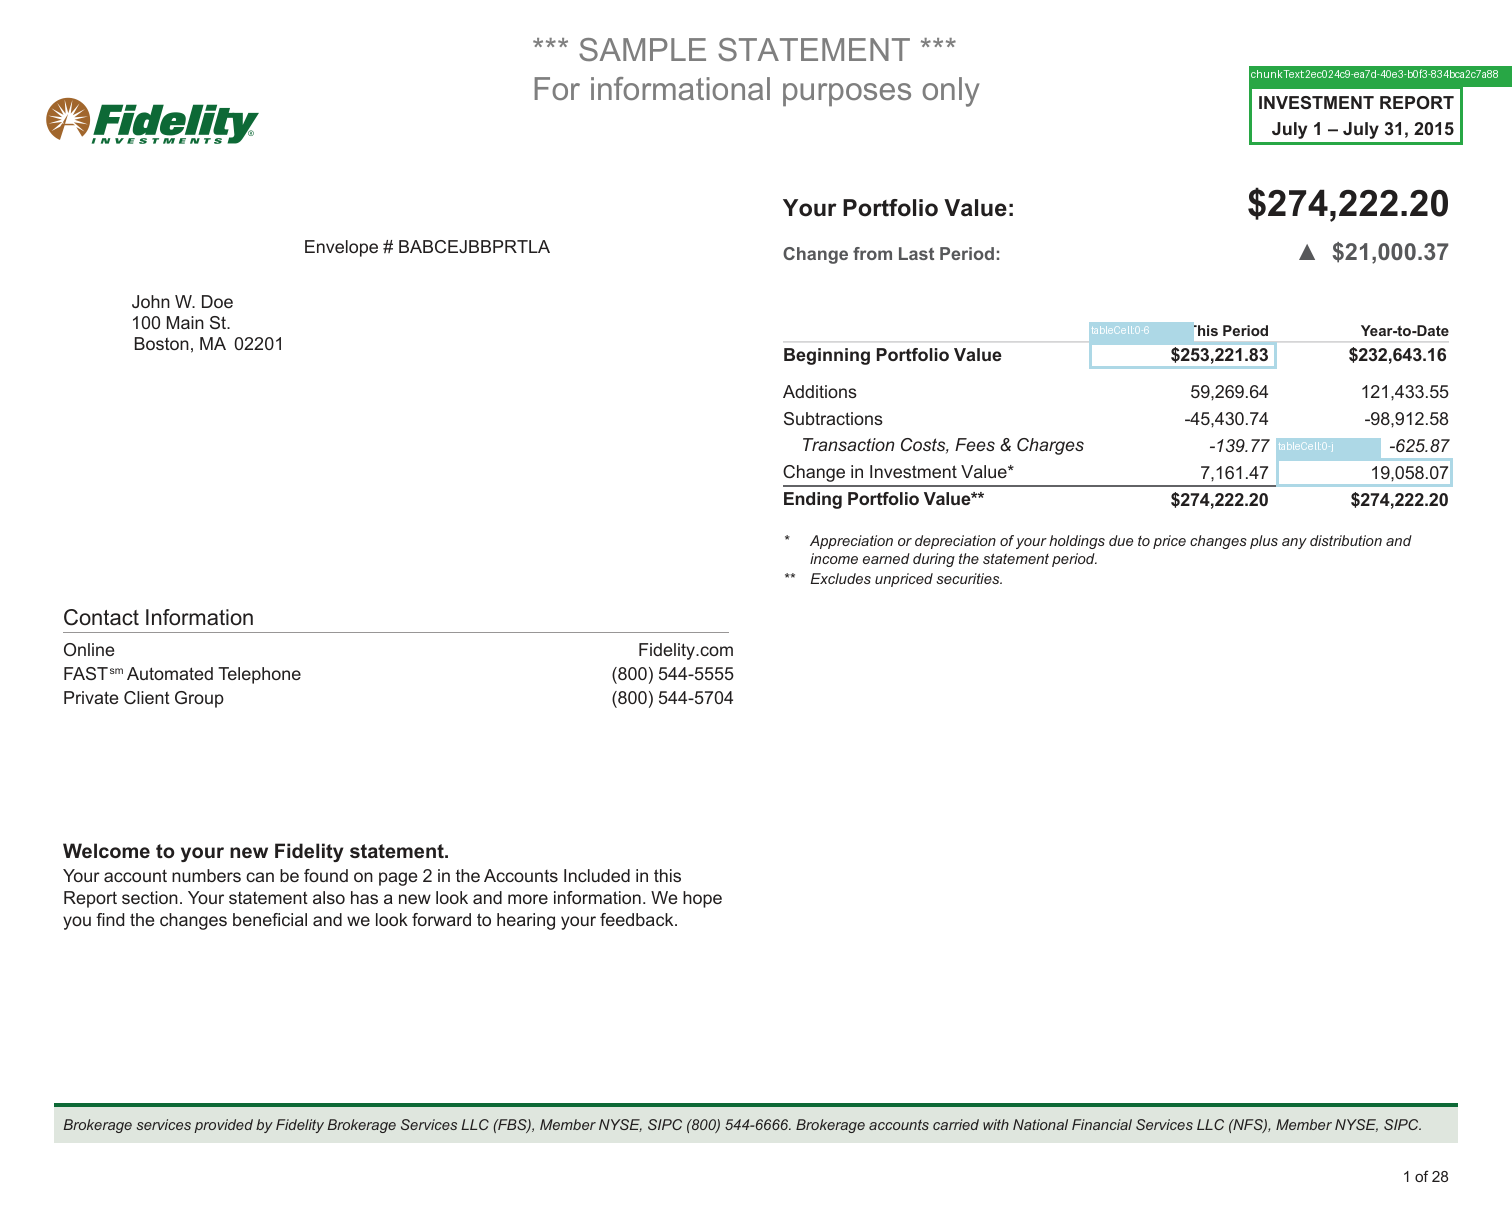 *** SAMPLE STATEMENT ***
For informational purposes only
chunkText:2ec024c9-ea7d-40e3-b0f3-834bca2c7a88
INVESTMENT REPORT
July 1 – July 31, 2015
Fidelity
INVESTMENTS®
Your Portfolio Value: $274,222.20
Change from Last Period: ▲ $21,000.37
Envelope # BABCEJBBPRTLA
John W. Doe
100 Main St.
Boston, MA 02201
tableCell:0-6 This Period Year-to-Date
Beginning Portfolio Value $253,221.83 $232,643.16
Additions 59,269.64 121,433.55
Subtractions -45,430.74 -98,912.58
Transaction Costs, Fees & Charges -139.77 tableCell:0-j -625.87
Change in Investment Value* 7,161.47 19,058.07
Ending Portfolio Value** $274,222.20 $274,222.20
* Appreciation or depreciation of your holdings due to price changes plus any distribution and
income earned during the statement period.
** Excludes unpriced securities.
Contact Information
Online Fidelity.com
FAST℠ Automated Telephone (800) 544-5555
Private Client Group (800) 544-5704
Welcome to your new Fidelity statement.
Your account numbers can be found on page 2 in the Accounts Included in this
Report section. Your statement also has a new look and more information. We hope
you find the changes beneficial and we look forward to hearing your feedback.
Brokerage services provided by Fidelity Brokerage Services LLC (FBS), Member NYSE, SIPC (800) 544-6666. Brokerage accounts carried with National Financial Services LLC (NFS), Member NYSE, SIPC.
1 of 28